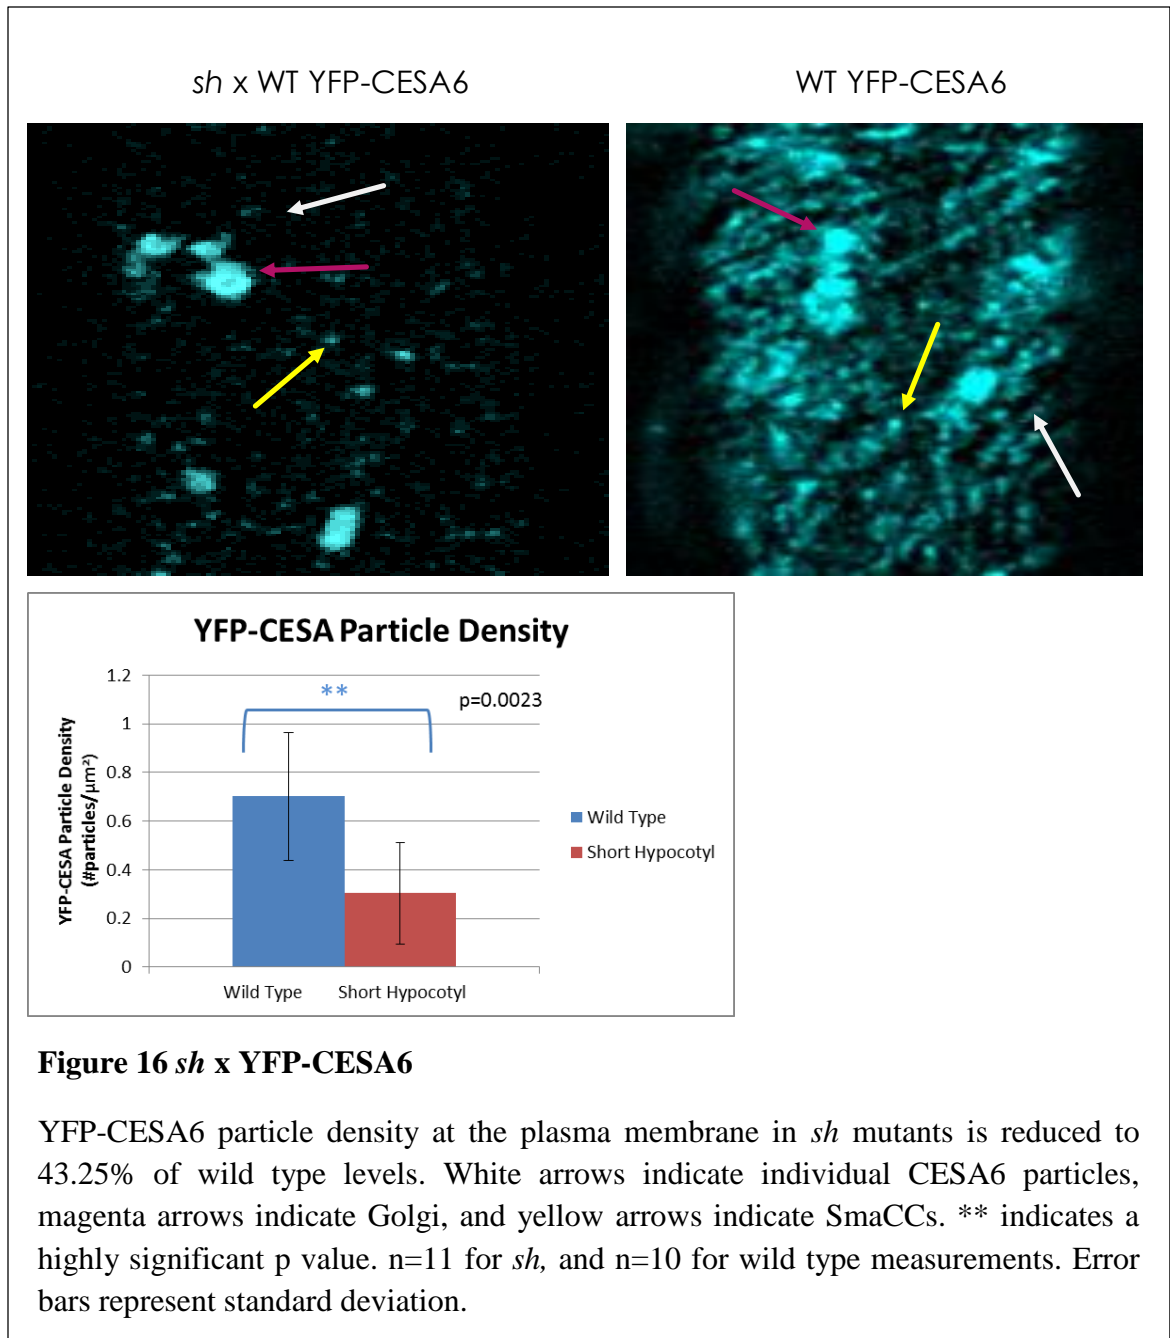 sh x WT YFP-CESA6
WT YFP-CESA6
YFP-CESA Particle Density
YFP-CESA Particle Density
(#particles/µm²)
1.2
1
0.8
0.6
0.4
0.2
0
**
p=0.0023
Wild Type
Short Hypocotyl
Wild Type
Short Hypocotyl
Figure 16 sh x YFP-CESA6
YFP-CESA6 particle density at the plasma membrane in sh mutants is reduced to
43.25% of wild type levels. White arrows indicate individual CESA6 particles,
magenta arrows indicate Golgi, and yellow arrows indicate SmaCCs. ** indicates a
highly significant p value. n=11 for sh, and n=10 for wild type measurements. Error
bars represent standard deviation.